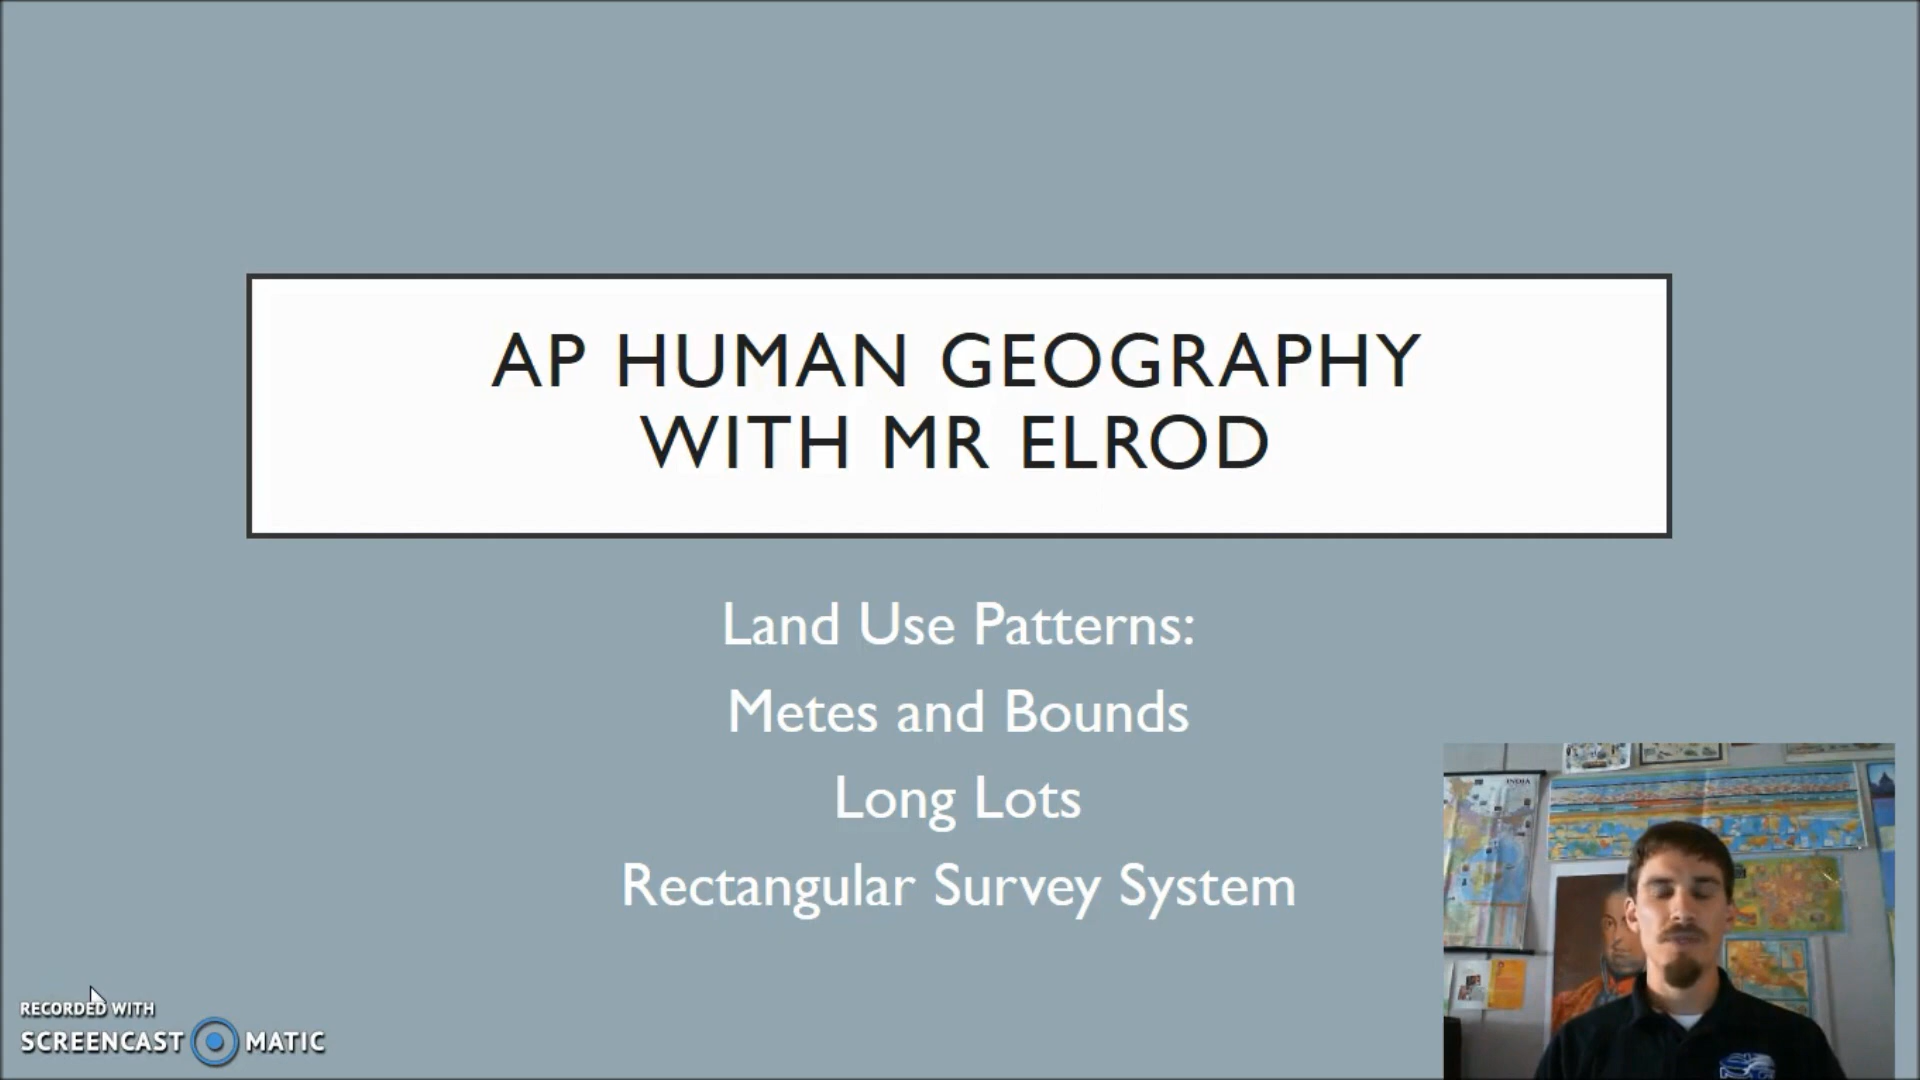 AP HUMAN GEOGRAPHY
WITH MR ELROD
Land Use Patterns:
Metes and Bounds
Long Lots
Rectangular Survey System
INDIA
RECORDED WITH
SCREENCAST MATIC